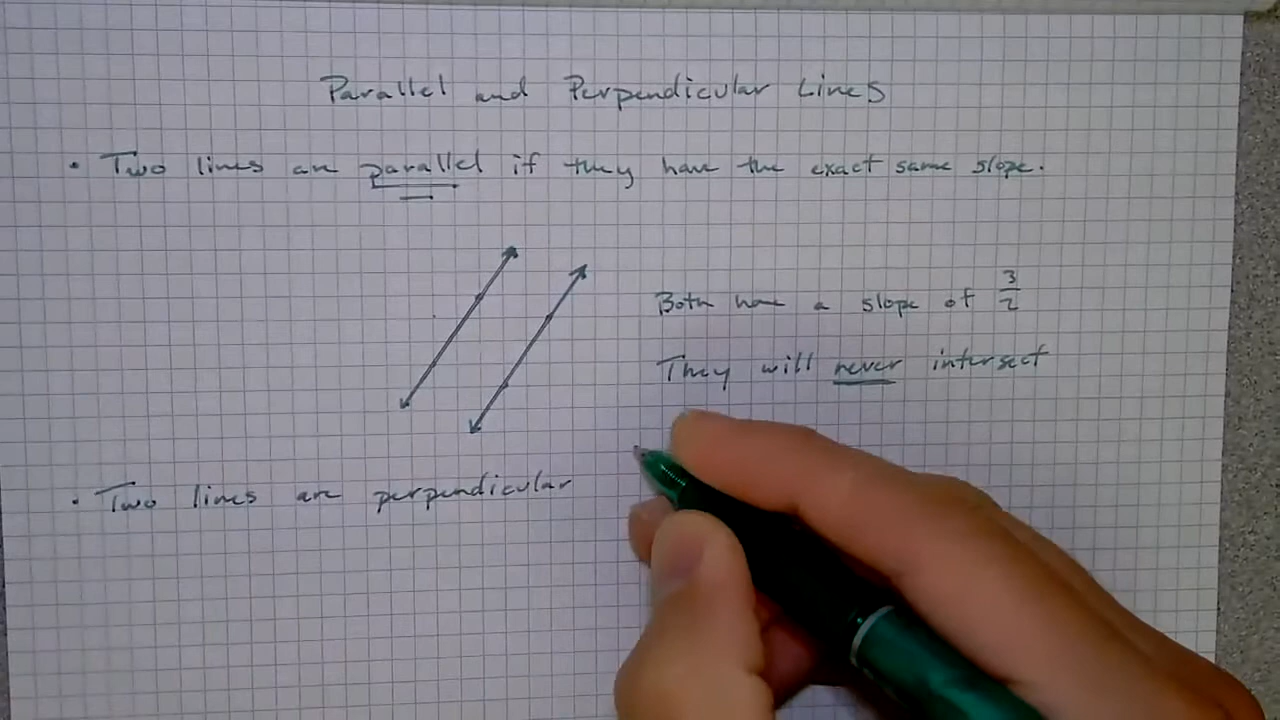 Parallel and Perpendicular Lines
• Two lines are parallel if they have the exact same slope.
Both have a slope of 3/2
They will never intersect
• Two lines are perpendicular